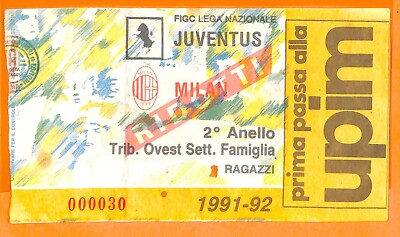 FIGC LEGA NAZIONALE
JUVENTUS
MILAN
RIDOTTI
2° Anello
Trib. Ovest Sett. Famiglia
RAGAZZI
000030
1991-92
prima passa alla
upim